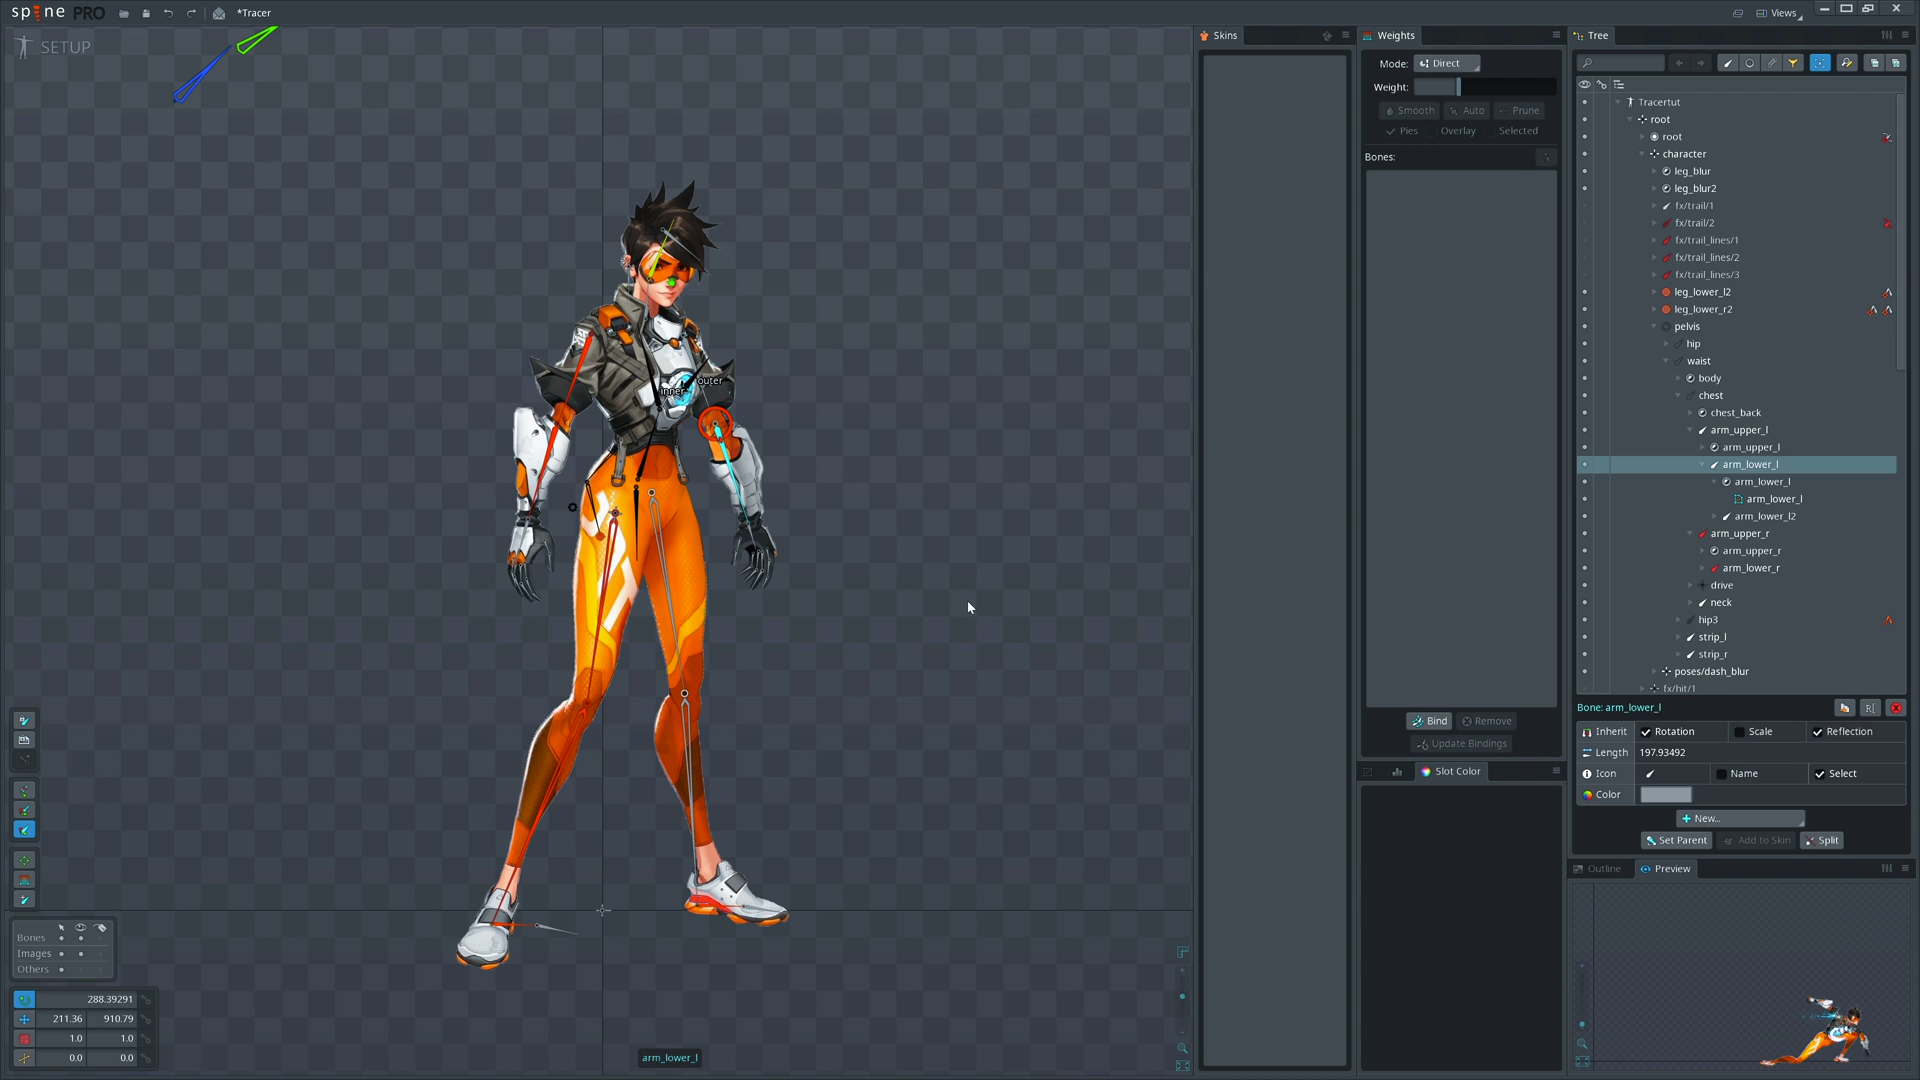 spine PRO
*Tracer
Views
SETUP
Skins
Weights
Mode: Direct
Weight:
Smooth Auto Prune
Pies Overlay Selected
Bones:
Bind Remove
Update Bindings
Slot Color
Tree
Tracertut
root
root
character
leg_blur
leg_blur2
fx/trail/1
fx/trail/2
fx/trail_lines/1
fx/trail_lines/2
fx/trail_lines/3
leg_lower_l2
leg_lower_r2
pelvis
hip
waist
body
chest
chest_back
arm_upper_l
arm_upper_l
arm_lower_l
arm_lower_l
arm_lower_l
arm_lower_l2
arm_upper_r
arm_upper_r
arm_lower_r
drive
neck
hip3
strip_l
strip_r
poses/dash_blur
fx/hit/1
Bone: arm_lower_l
Inherit Rotation Scale Reflection
Length 197.93492
Icon Name Select
Color
New...
Set Parent Add to Skin Split
Outline Preview
outer
inner
Bones
Images
Others
288.39291
211.36 910.79
1.0 1.0
0.0 0.0
arm_lower_l